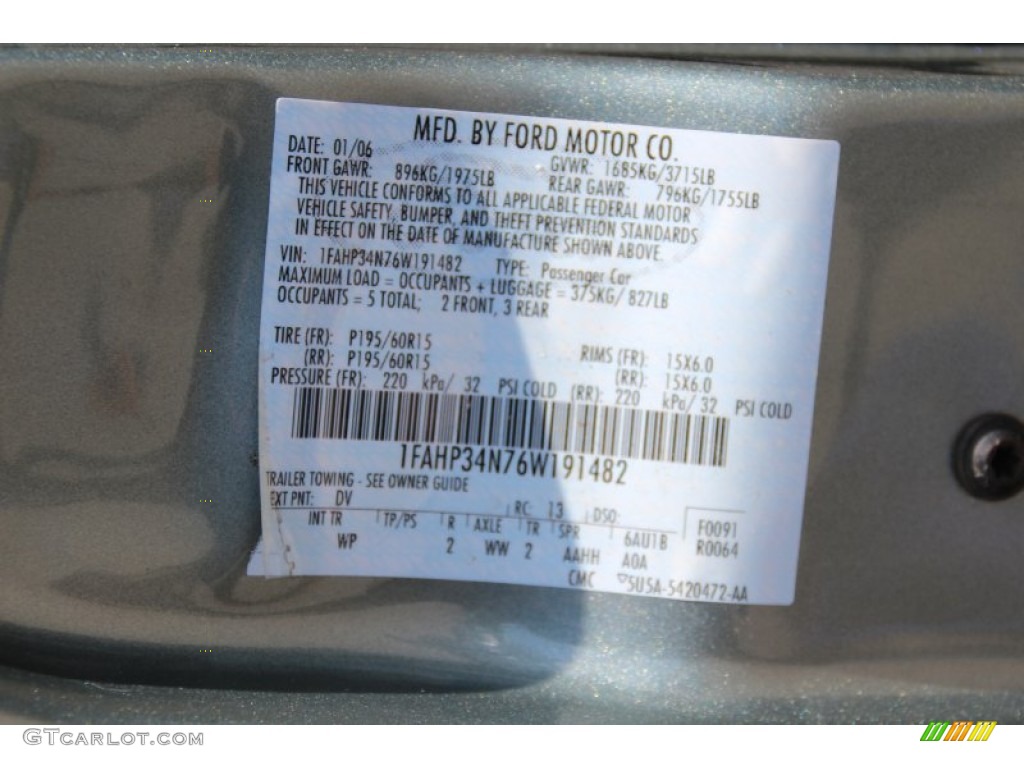 MFD. BY FORD MOTOR CO.
DATE: 01/06 GVWR: 1685KG/3715LB
FRONT GAWR: 896KG/1975LB REAR GAWR: 796KG/1755LB
THIS VEHICLE CONFORMS TO ALL APPLICABLE FEDERAL MOTOR
VEHICLE SAFETY, BUMPER, AND THEFT PREVENTION STANDARDS
IN EFFECT ON THE DATE OF MANUFACTURE SHOWN ABOVE.
VIN: 1FAHP34N76W191482 TYPE: Passenger Car
MAXIMUM LOAD = OCCUPANTS + LUGGAGE = 375KG/ 827LB
OCCUPANTS = 5 TOTAL; 2 FRONT, 3 REAR
TIRE (FR): P195/60R15 RIMS (FR): 15X6.0
(RR): P195/60R15 (RR): 15X6.0
PRESSURE (FR): 220 kPa/ 32 PSI COLD (RR): 220 kPa/ 32 PSI COLD
1FAHP34N76W191482
TRAILER TOWING - SEE OWNER GUIDE
EXT PNT: DV RC: 13 DSO:
INT TR TP/PS R AXLE TR SPR 6AU1B F0091
WP 2 WW 2 AAHH A0A R0064
CMC 5U5A-5420472-AA
GTcarlot.com